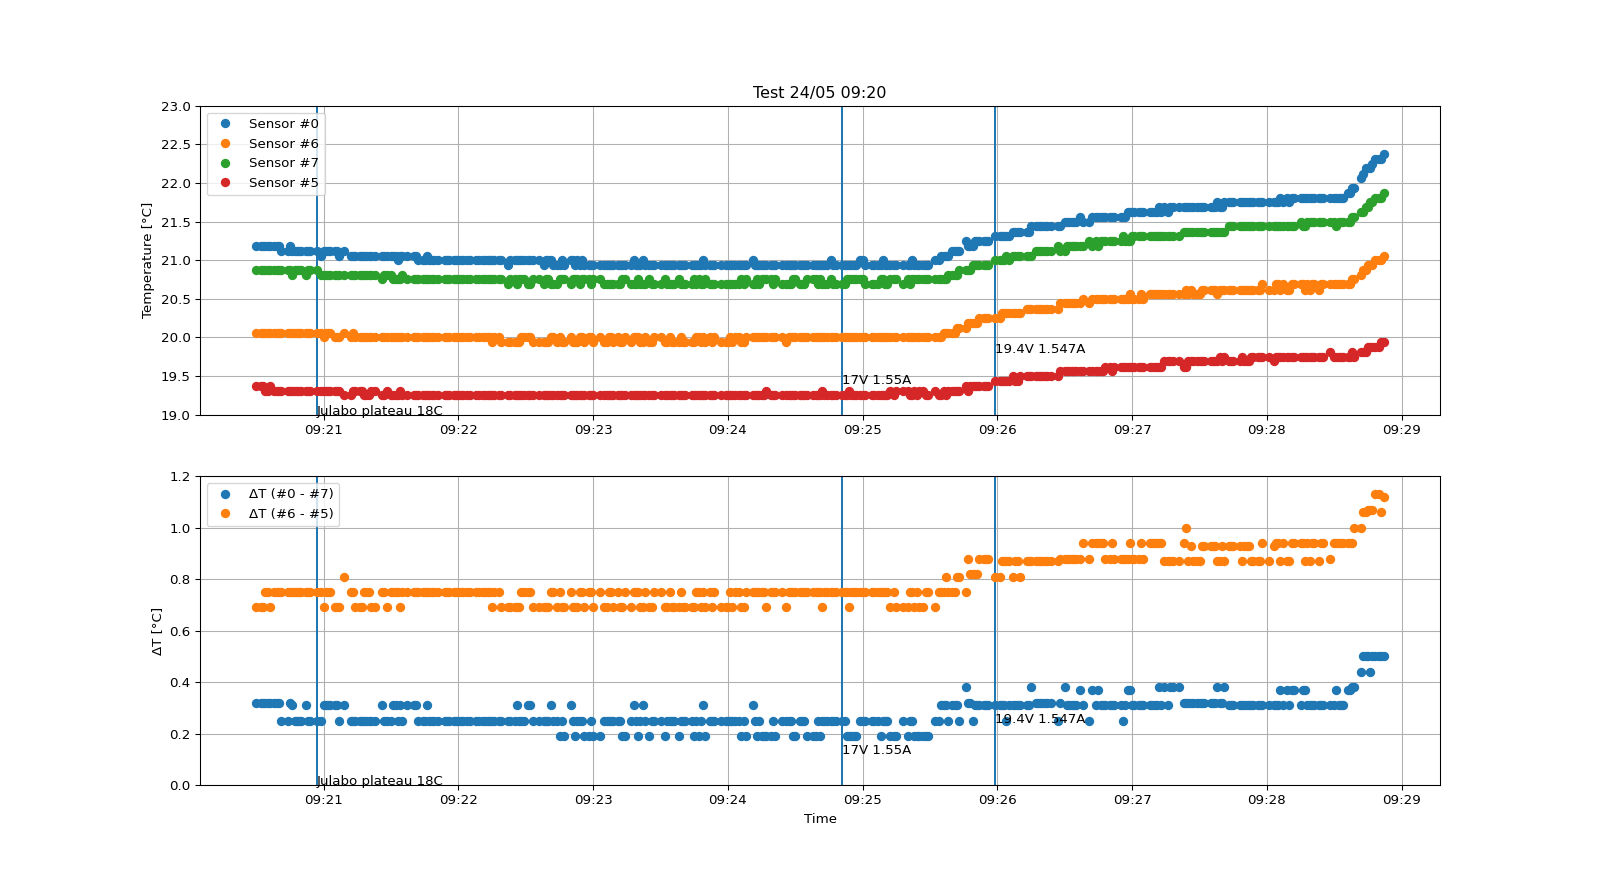 Test 24/05 09:20
Temperature [°C]
23.0
22.5
22.0
21.5
21.0
20.5
20.0
19.5
19.0
Sensor #0
Sensor #6
Sensor #7
Sensor #5
19.4V 1.547A
17V 1.55A
Julabo plateau 18C
09:21 09:22 09:23 09:24 09:25 09:26 09:27 09:28 09:29
ΔT [°C]
1.2
1.0
0.8
0.6
0.4
0.2
0.0
ΔT (#0 - #7)
ΔT (#6 - #5)
19.4V 1.547A
17V 1.55A
Julabo plateau 18C
09:21 09:22 09:23 09:24 09:25 09:26 09:27 09:28 09:29
Time